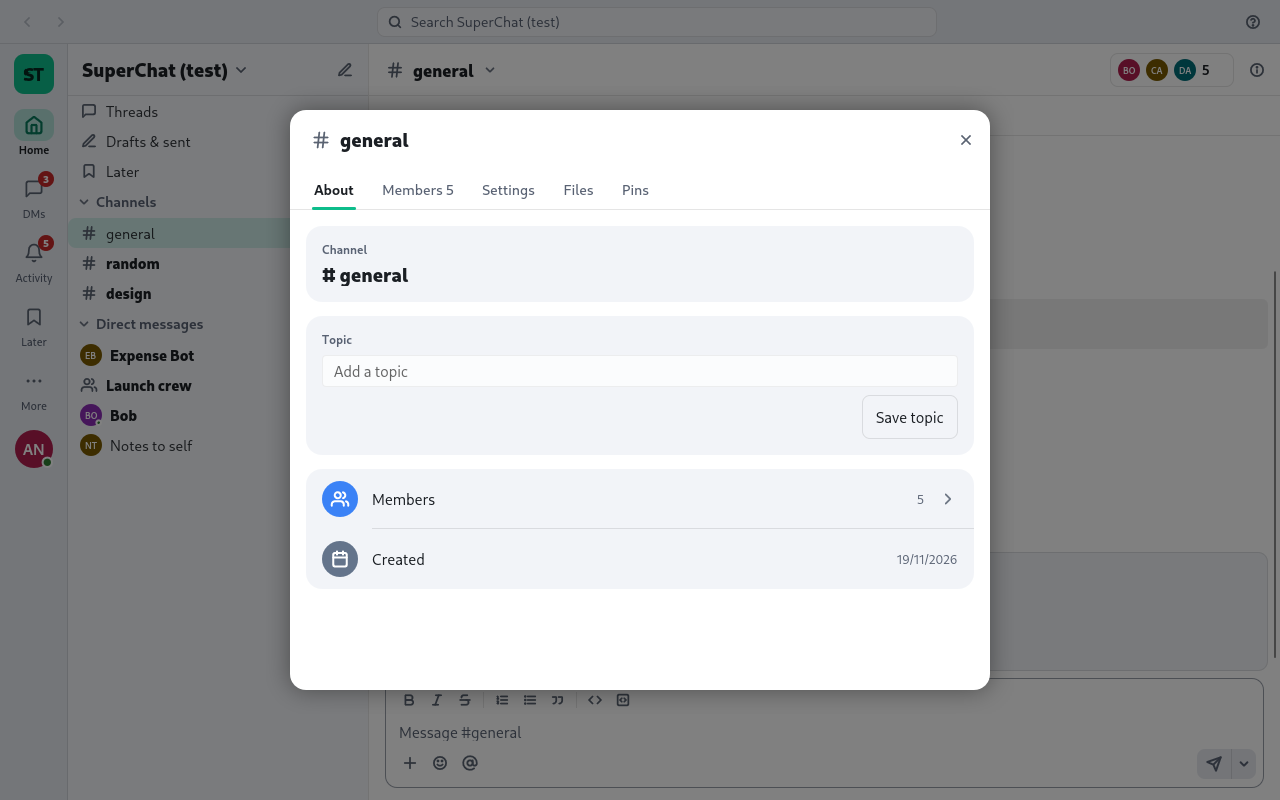 Search SuperChat (test)
ST
Home
3
DMs
5
Activity
Later
More
AN
SuperChat (test)
Threads
Drafts & sent
Later
Channels
# general
# random
# design
Direct messages
EB Expense Bot
Launch crew
BO Bob
NT Notes to self
# general
BO CA DA 5
# general
About Members 5 Settings Files Pins
Channel
# general
Topic
Add a topic
Save topic
Members 5
Created 19/11/2026
B I S
Message #general